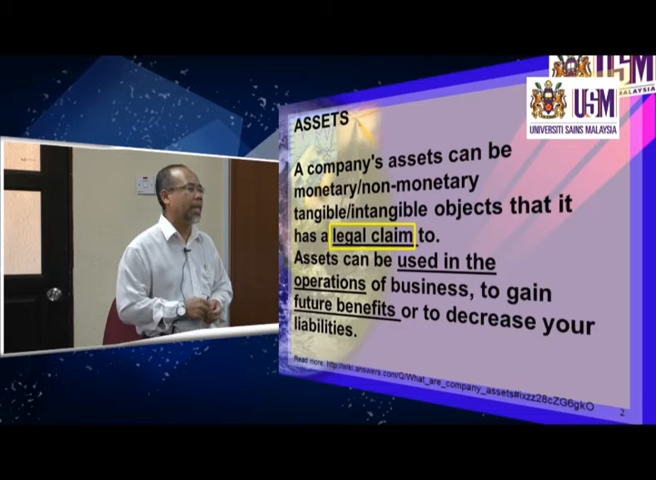 USM
MALAYSIA
USM
UNIVERSITI SAINS MALAYSIA
ASSETS
A company's assets can be
monetary/non-monetary
tangible/intangible objects that it
has a legal claim to.
Assets can be used in the
operations of business, to gain
future benefits or to decrease your
liabilities.
Read more: http://wiki.answers.com/Q/What_are_company_assets#ixzz28cZG6gkO
2